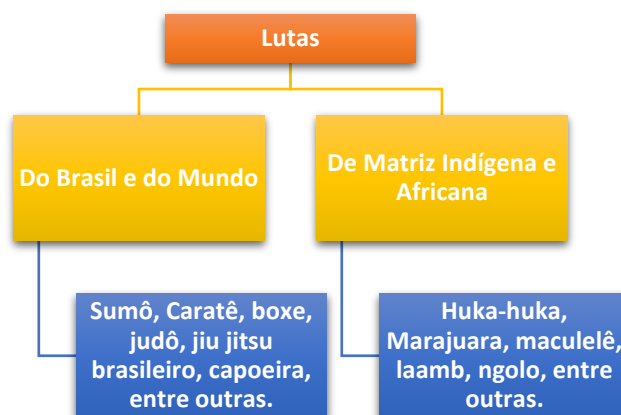 Lutas
Do Brasil e do Mundo
De Matriz Indígena e
Africana
Sumô, Caratê, boxe,
judô, jiu jitsu
brasileiro, capoeira,
entre outras.
Huka-huka,
Marajuara, maculelê,
laamb, ngolo, entre
outras.